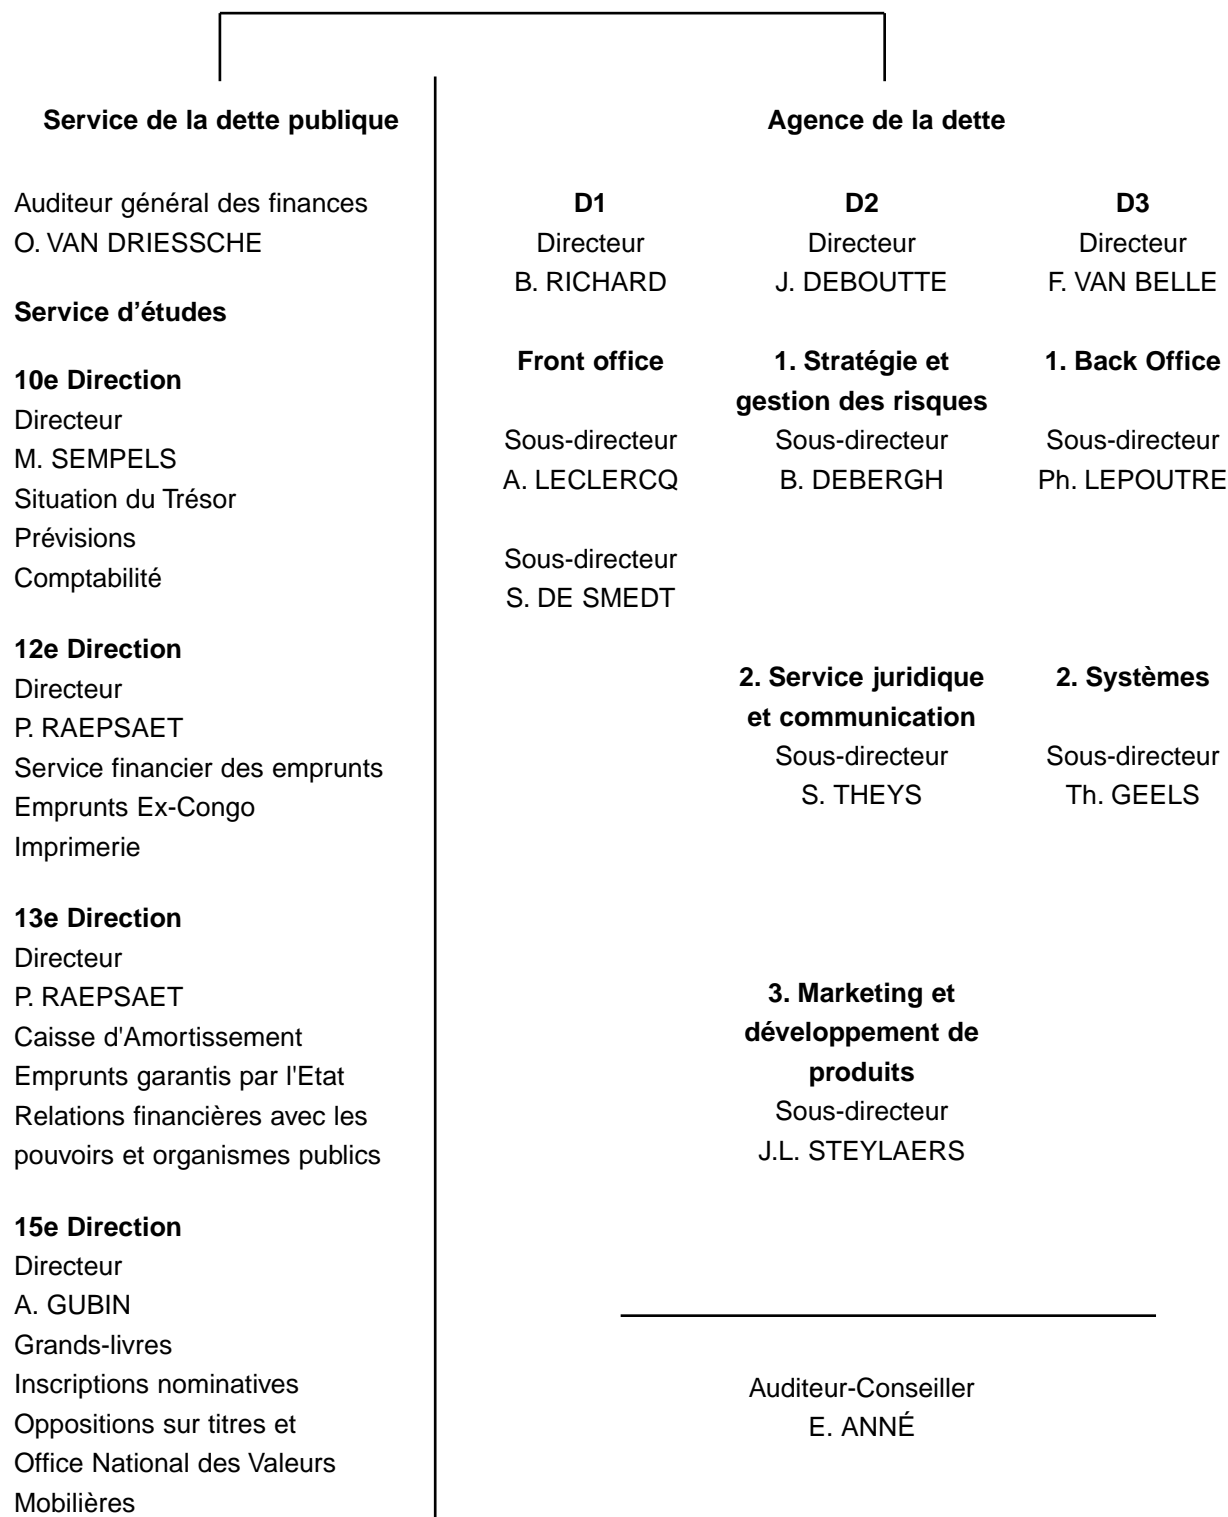 Service de la dette publique
Auditeur général des finances
O. VAN DRIESSCHE
Service d’études
10e Direction
Directeur
M. SEMPELS
Situation du Trésor
Prévisions
Comptabilité
12e Direction
Directeur
P. RAEPSAET
Service financier des emprunts
Emprunts Ex-Congo
Imprimerie
13e Direction
Directeur
P. RAEPSAET
Caisse d'Amortissement
Emprunts garantis par l'Etat
Relations financières avec les
pouvoirs et organismes publics
15e Direction
Directeur
A. GUBIN
Grands-livres
Inscriptions nominatives
Oppositions sur titres et
Office National des Valeurs
Mobilières
Agence de la dette
D1
Directeur
B. RICHARD
Front office
Sous-directeur
A. LECLERCQ
Sous-directeur
S. DE SMEDT
D2
Directeur
J. DEBOUTTE
1. Stratégie et
gestion des risques
Sous-directeur
B. DEBERGH
2. Service juridique
et communication
Sous-directeur
S. THEYS
3. Marketing et
développement de
produits
Sous-directeur
J.L. STEYLAERS
D3
Directeur
F. VAN BELLE
1. Back Office
Sous-directeur
Ph. LEPOUTRE
2. Systèmes
Sous-directeur
Th. GEELS
Auditeur-Conseiller
E. ANNÉ